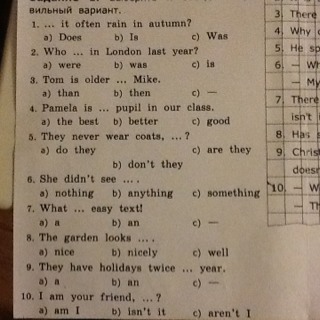 вильный вариант.
1. ... it often rain in autumn?
a) Does b) Is c) Was
2. Who ... in London last year?
a) were b) was c) is
3. Tom is older ... Mike.
a) than b) then c) —
4. Pamela is ... pupil in our class.
a) the best b) better c) good
5. They never wear coats, ... ?
a) do they c) are they
b) don't they
6. She didn't see ... .
a) nothing b) anything c) something
7. What ... easy text!
a) a b) an c) —
8. The garden looks ... .
a) nice b) nicely c) well
9. They have holidays twice ... year.
a) a b) an c) —
10. I am your friend, ... ?
a) am I b) isn't it c) aren't I
3. There
4. Why
5. He sp
6. — Wh
— My
7. There
isn't
8. Has
9. Christ
doesn
10. — W
— Th